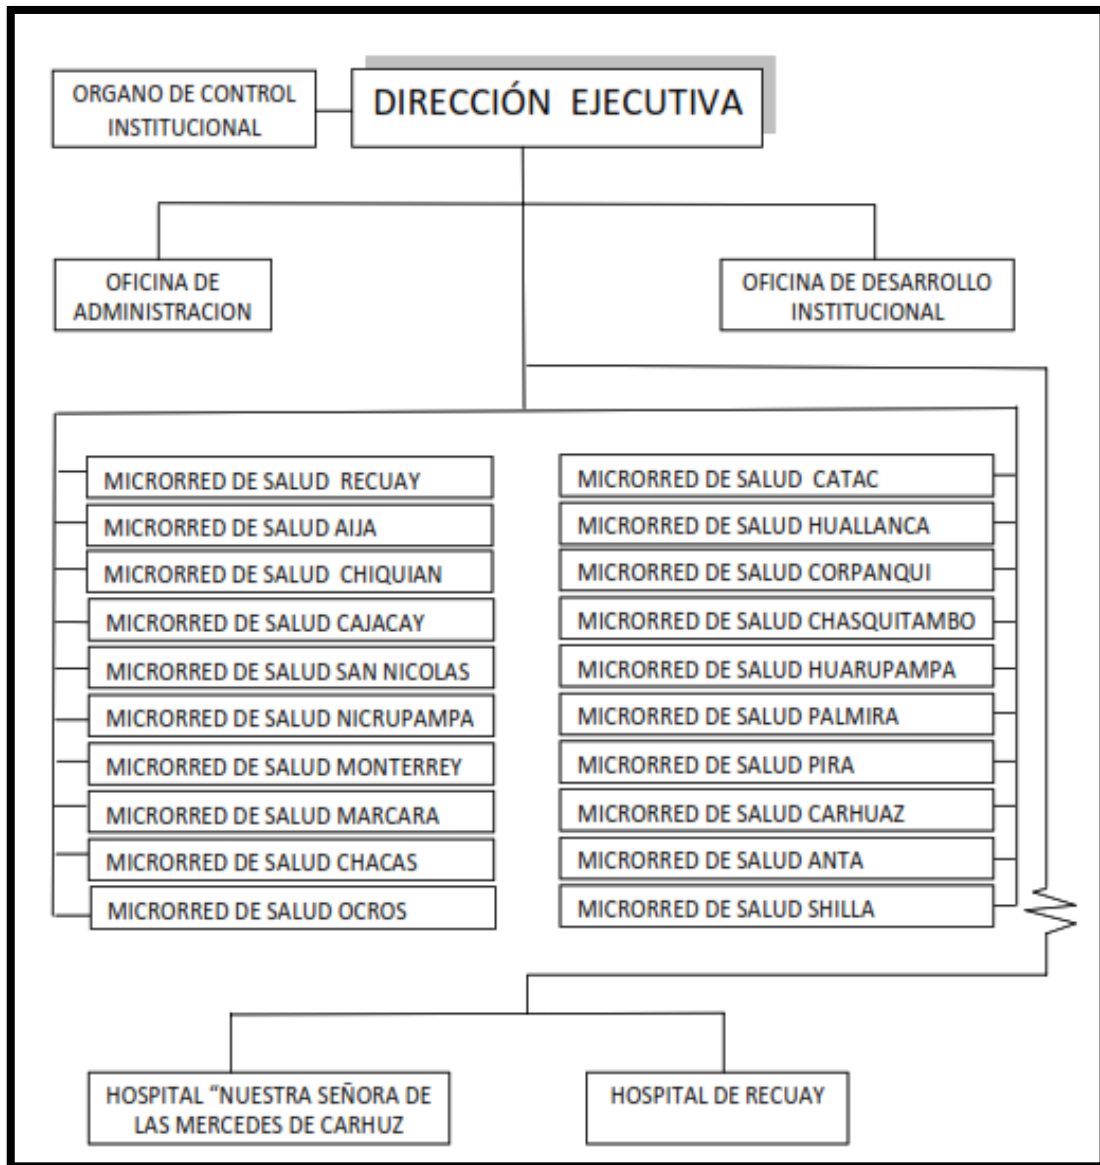 ORGANO DE CONTROL
INSTITUCIONAL
DIRECCIÓN EJECUTIVA
OFICINA DE
ADMINISTRACION
OFICINA DE DESARROLLO
INSTITUCIONAL
MICRORRED DE SALUD RECUAY
MICRORRED DE SALUD AIJA
MICRORRED DE SALUD CHIQUIAN
MICRORRED DE SALUD CAJACAY
MICRORRED DE SALUD SAN NICOLAS
MICRORRED DE SALUD NICRUPAMPA
MICRORRED DE SALUD MONTERREY
MICRORRED DE SALUD MARCARA
MICRORRED DE SALUD CHACAS
MICRORRED DE SALUD OCROS
MICRORRED DE SALUD CATAC
MICRORRED DE SALUD HUALLANCA
MICRORRED DE SALUD CORPANQUI
MICRORRED DE SALUD CHASQUITAMBO
MICRORRED DE SALUD HUARUPAMPA
MICRORRED DE SALUD PALMIRA
MICRORRED DE SALUD PIRA
MICRORRED DE SALUD CARHUAZ
MICRORRED DE SALUD ANTA
MICRORRED DE SALUD SHILLA
HOSPITAL “NUESTRA SEÑORA DE
LAS MERCEDES DE CARHUZ
HOSPITAL DE RECUAY